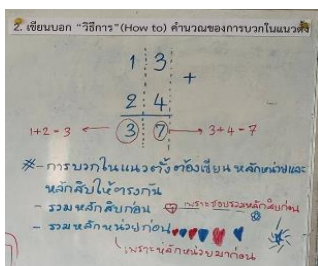 2. เขียนบอก "วิธีการ"(How to) คำนวณของการบวกในแนวตั้ง
1 3 +
2 4
1+2=3 ← 3 7 → 3+4=7
* - การบวกในแนวตั้งต้องเขียนหลักหน่วยและ
หลักสิบให้ตรงกัน
- รวมหลักสิบก่อน เพราะชอบรวมหลักสิบก่อน
- รวมหลักหน่วยก่อน
เพราะหลักหน่วยมาก่อน